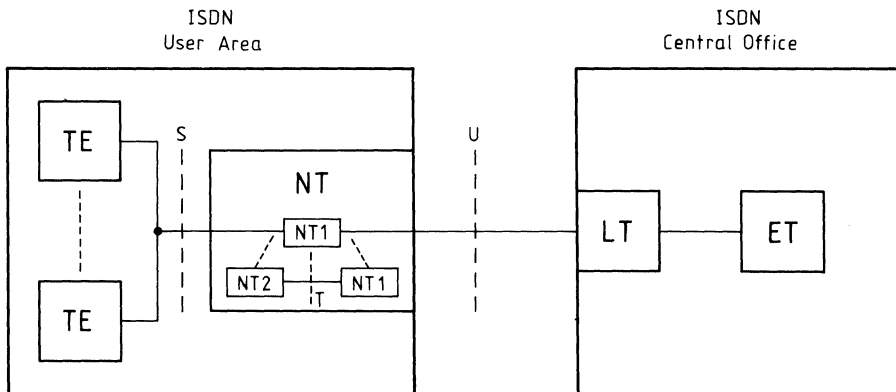 ISDN
User Area
ISDN
Central Office
TE
S
U
NT
NT1
LT
ET
NT2
NT1
T
TE